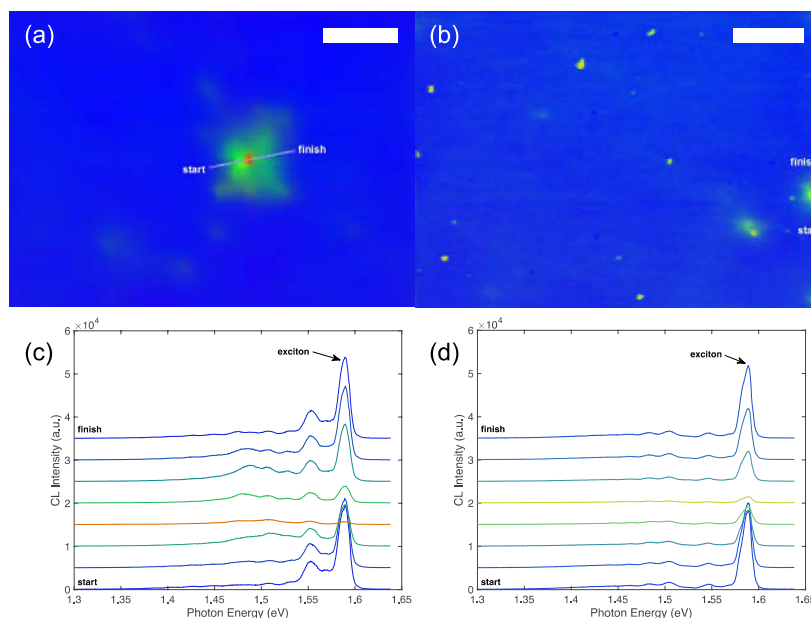 (a)
start
finish
(b)
finis
sta
(c)
×10⁴
6
5
4
3
2
1
0
CL Intensity (a.u.)
exciton
finish
start
1.3
1.35
1.4
1.45
1.5
1.55
1.6
1.65
Photon Energy (eV)
(d)
×10⁴
6
5
4
3
2
1
0
CL Intensity (a.u.)
exciton
finish
start
1.3
1.35
1.4
1.45
1.5
1.55
1.6
1.65
Photon Energy (eV)